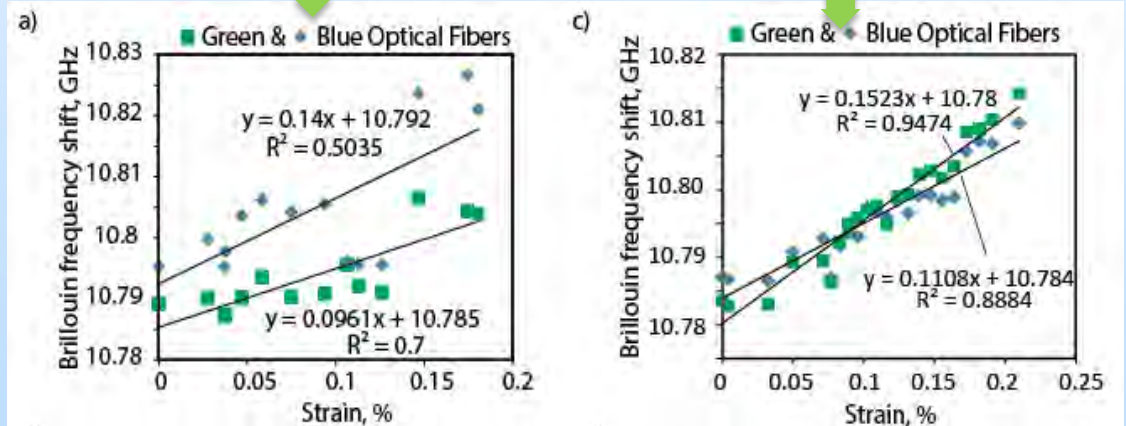 a)
Green & Blue Optical Fibers
Brillouin frequency shift, GHz
10.83
10.82
10.81
10.8
10.79
10.78
y = 0.14x + 10.792
R² = 0.5035
y = 0.0961x + 10.785
R² = 0.7
0 0.05 0.1 0.15 0.2
Strain, %
c)
Green & Blue Optical Fibers
Brillouin frequency shift, GHz
10.82
10.81
10.80
10.79
10.78
y = 0.1523x + 10.78
R² = 0.9474
y = 0.1108x + 10.784
R² = 0.8884
0 0.05 0.10 0.15 0.20 0.25
Strain, %